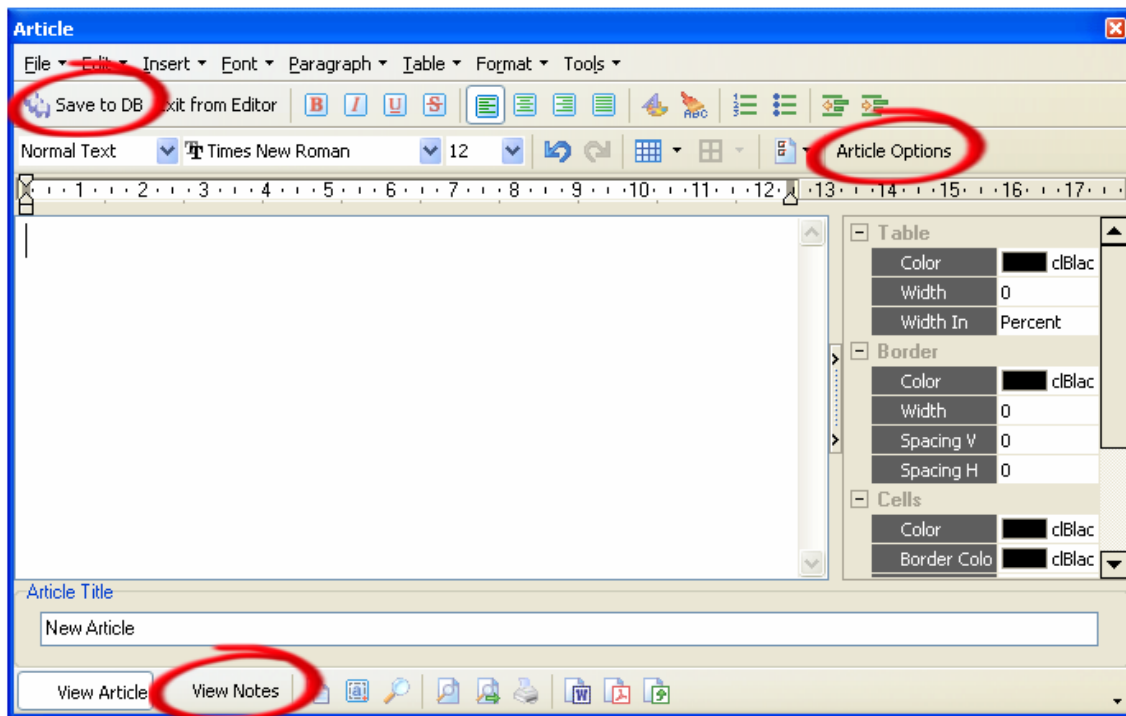 Article
File Edit Insert Font Paragraph Table Format Tools
Save to DB Exit from Editor B I U S ABC
Normal Text Times New Roman 12 Article Options
1 2 3 4 5 6 7 8 9 10 11 12 13 14 15 16 17
Table
Color clBlac
Width 0
Width In Percent
Border
Color clBlac
Width 0
Spacing V 0
Spacing H 0
Cells
Color clBlac
Border Colo clBlac
Article Title
New Article
View Article View Notes